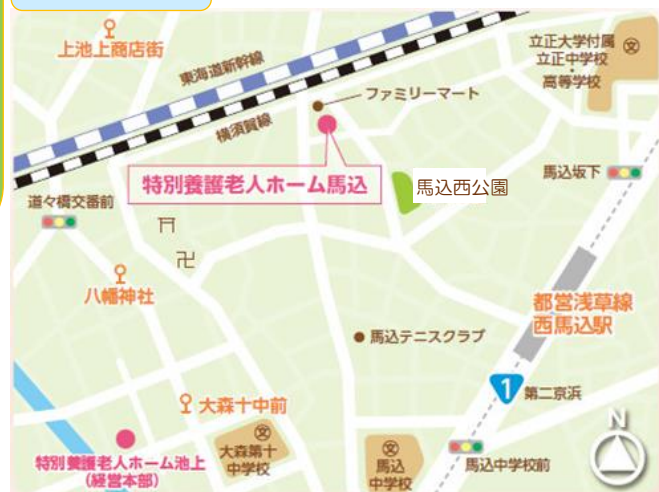 上池上商店街
東海道新幹線
横須賀線
ファミリーマート
立正大学付属
立正中学校
高等学校
文
特別養護老人ホーム馬込
馬込西公園
馬込坂下
道々橋交番前
卍
八幡神社
都営浅草線
西馬込駅
馬込テニスクラブ
1
第二京浜
大森十中前
特別養護老人ホーム池上
(経営本部)
文
大森第十
中学校
文
馬込
中学校
馬込中学校前
N